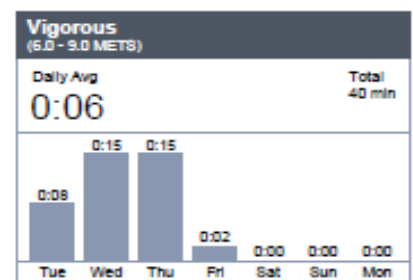 Vigorous
(6.0 - 9.0 METS)
Daily Avg
Total
0:06
40 min
0:15 0:15
0:08
0:02
0:00 0:00 0:00
Tue Wed Thu Fri Sat Sun Mon